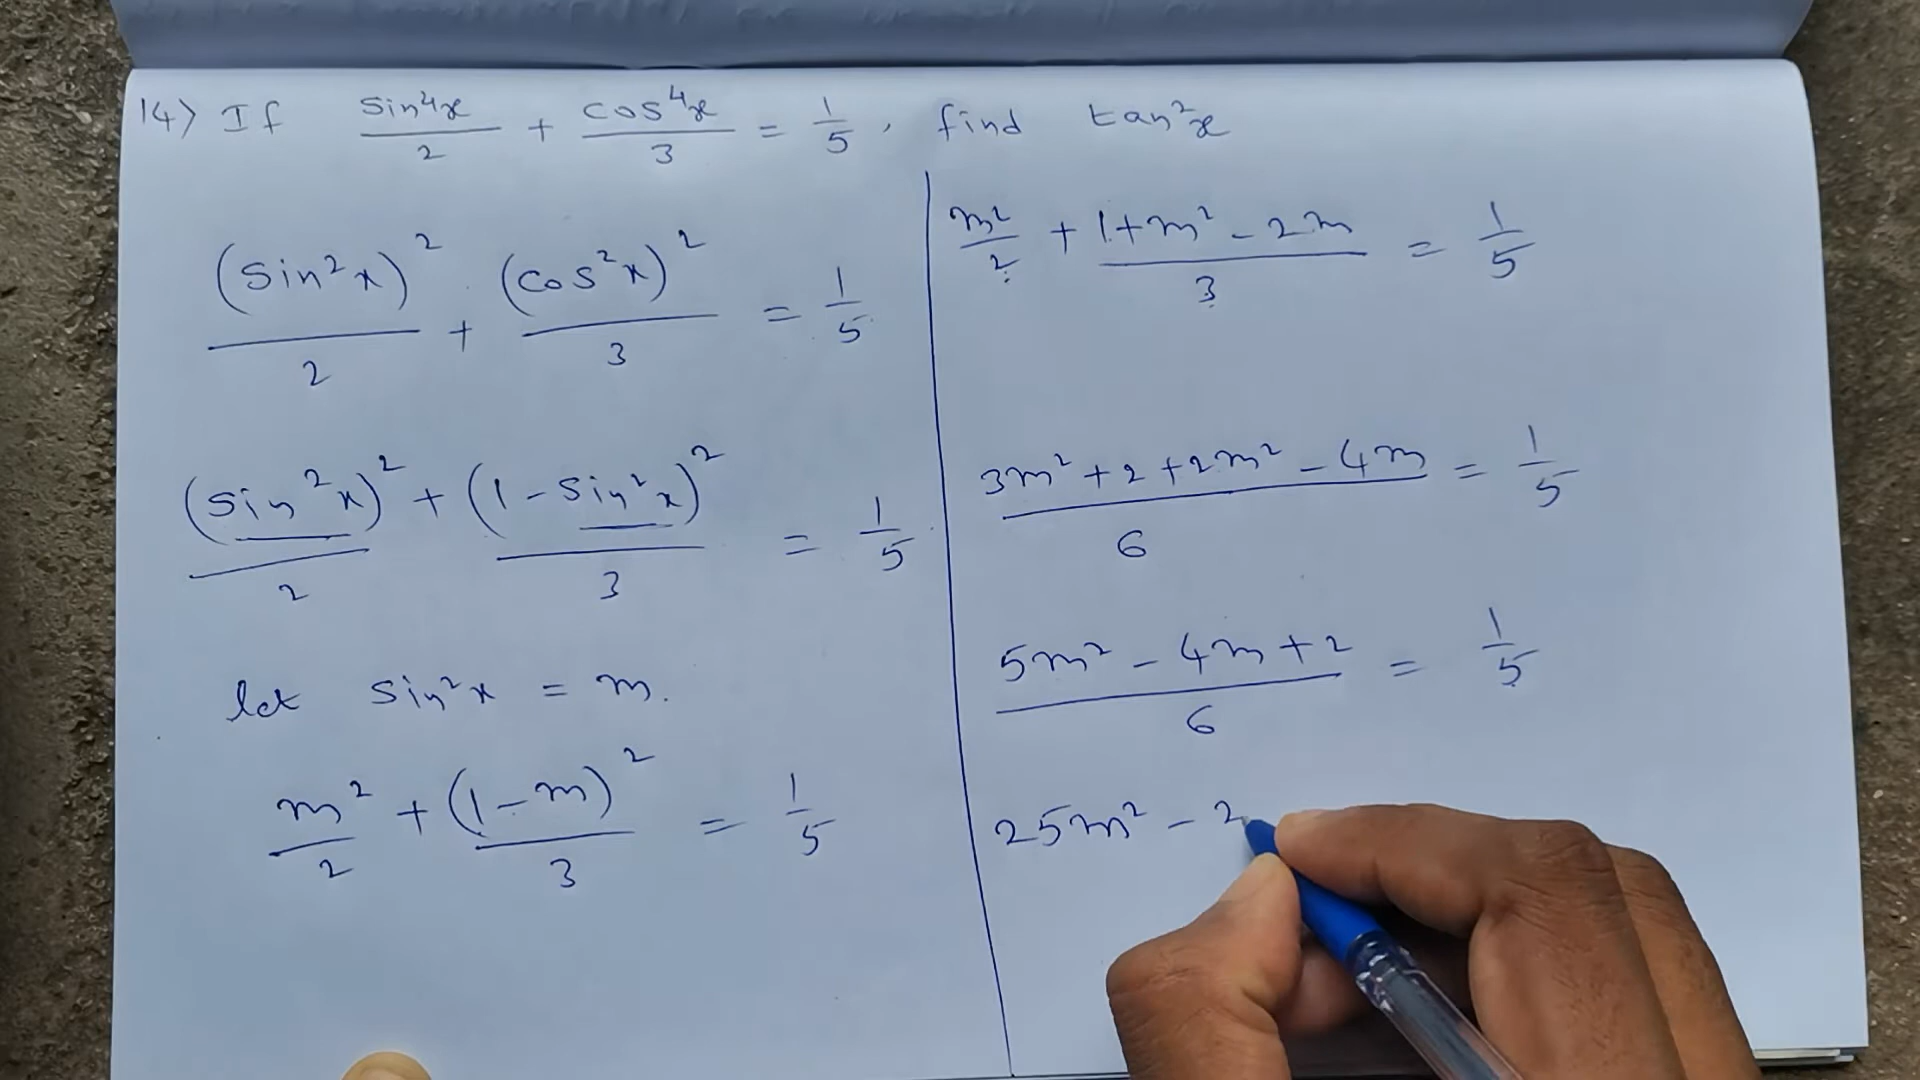 14) If sin⁴x/2 + cos⁴x/3 = 1/5, find tan²x
(sin²x)²/2 + (cos²x)²/3 = 1/5
(sin²x)²/2 + (1 - sin²x)²/3 = 1/5
let sin²x = m.
m²/2 + (1 - m)²/3 = 1/5
m²/2 + 1 + m² - 2m/3 = 1/5
3m² + 2 + 2m² - 4m/6 = 1/5
5m² - 4m + 2/6 = 1/5
25m² - 2